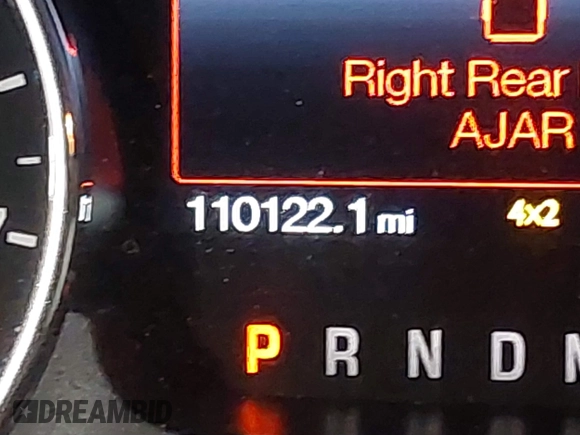 Right Rear
AJAR
110122.1 mi
4x2
P R N D
DREAMBID